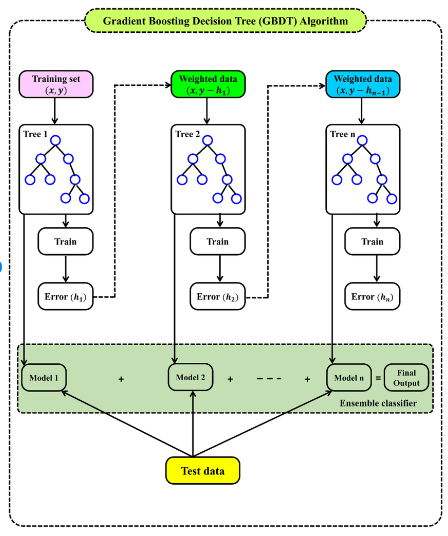 Gradient Boosting Decision Tree (GBDT) Algorithm
Training set
(x, y)
Weighted data
(x, y − h₁)
Weighted data
(x, y − hₙ₋₁)
Tree 1
Tree 2
Tree n
Train
Train
Train
Error (h₁)
Error (h₂)
Error (hₙ)
Model 1
+
Model 2
+
---
+
Model n
=
Final
Output
Ensemble classifier
Test data